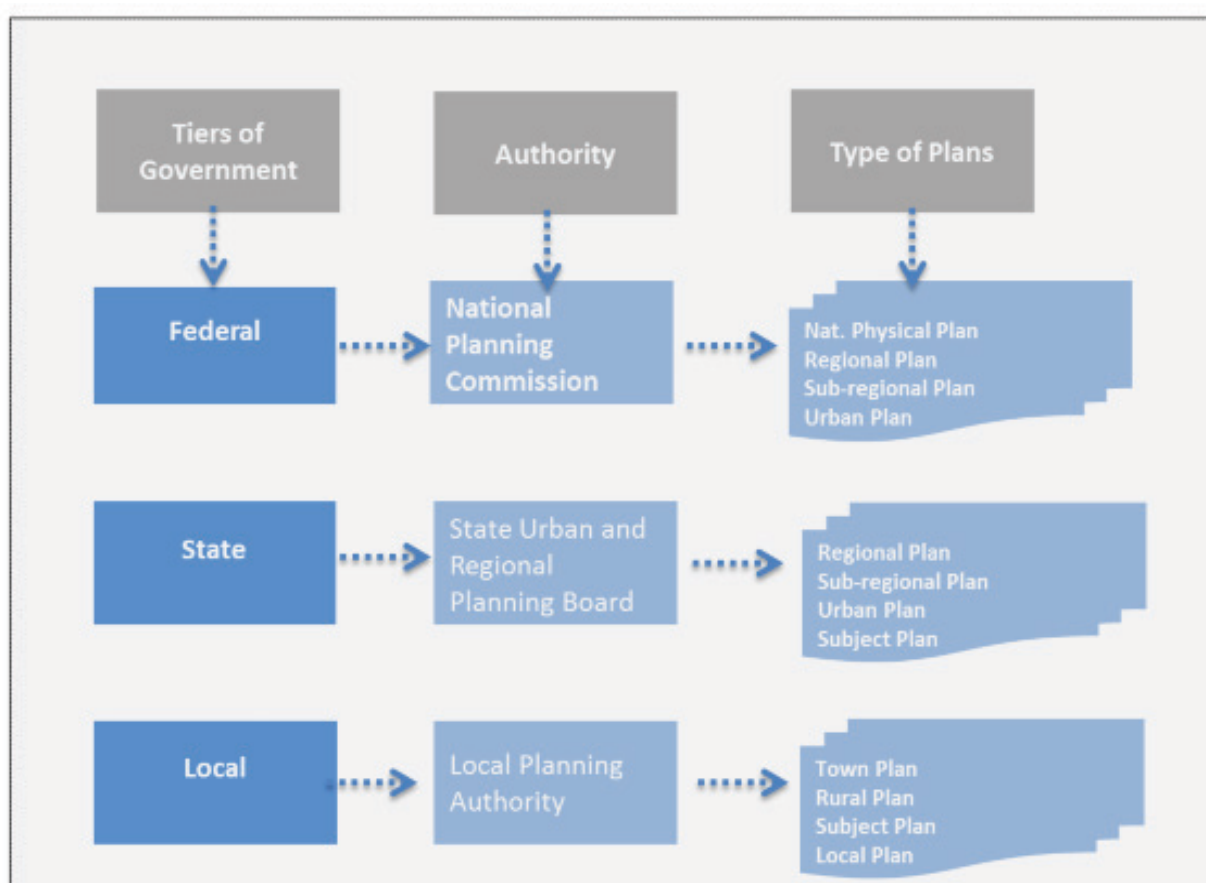 Tiers of
Government
Authority
Type of Plans
Federal
National
Planning
Commission
Nat. Physical Plan
Regional Plan
Sub-regional Plan
Urban Plan
State
State Urban and
Regional
Planning Board
Regional Plan
Sub-regional Plan
Urban Plan
Subject Plan
Local
Local Planning
Authority
Town Plan
Rural Plan
Subject Plan
Local Plan